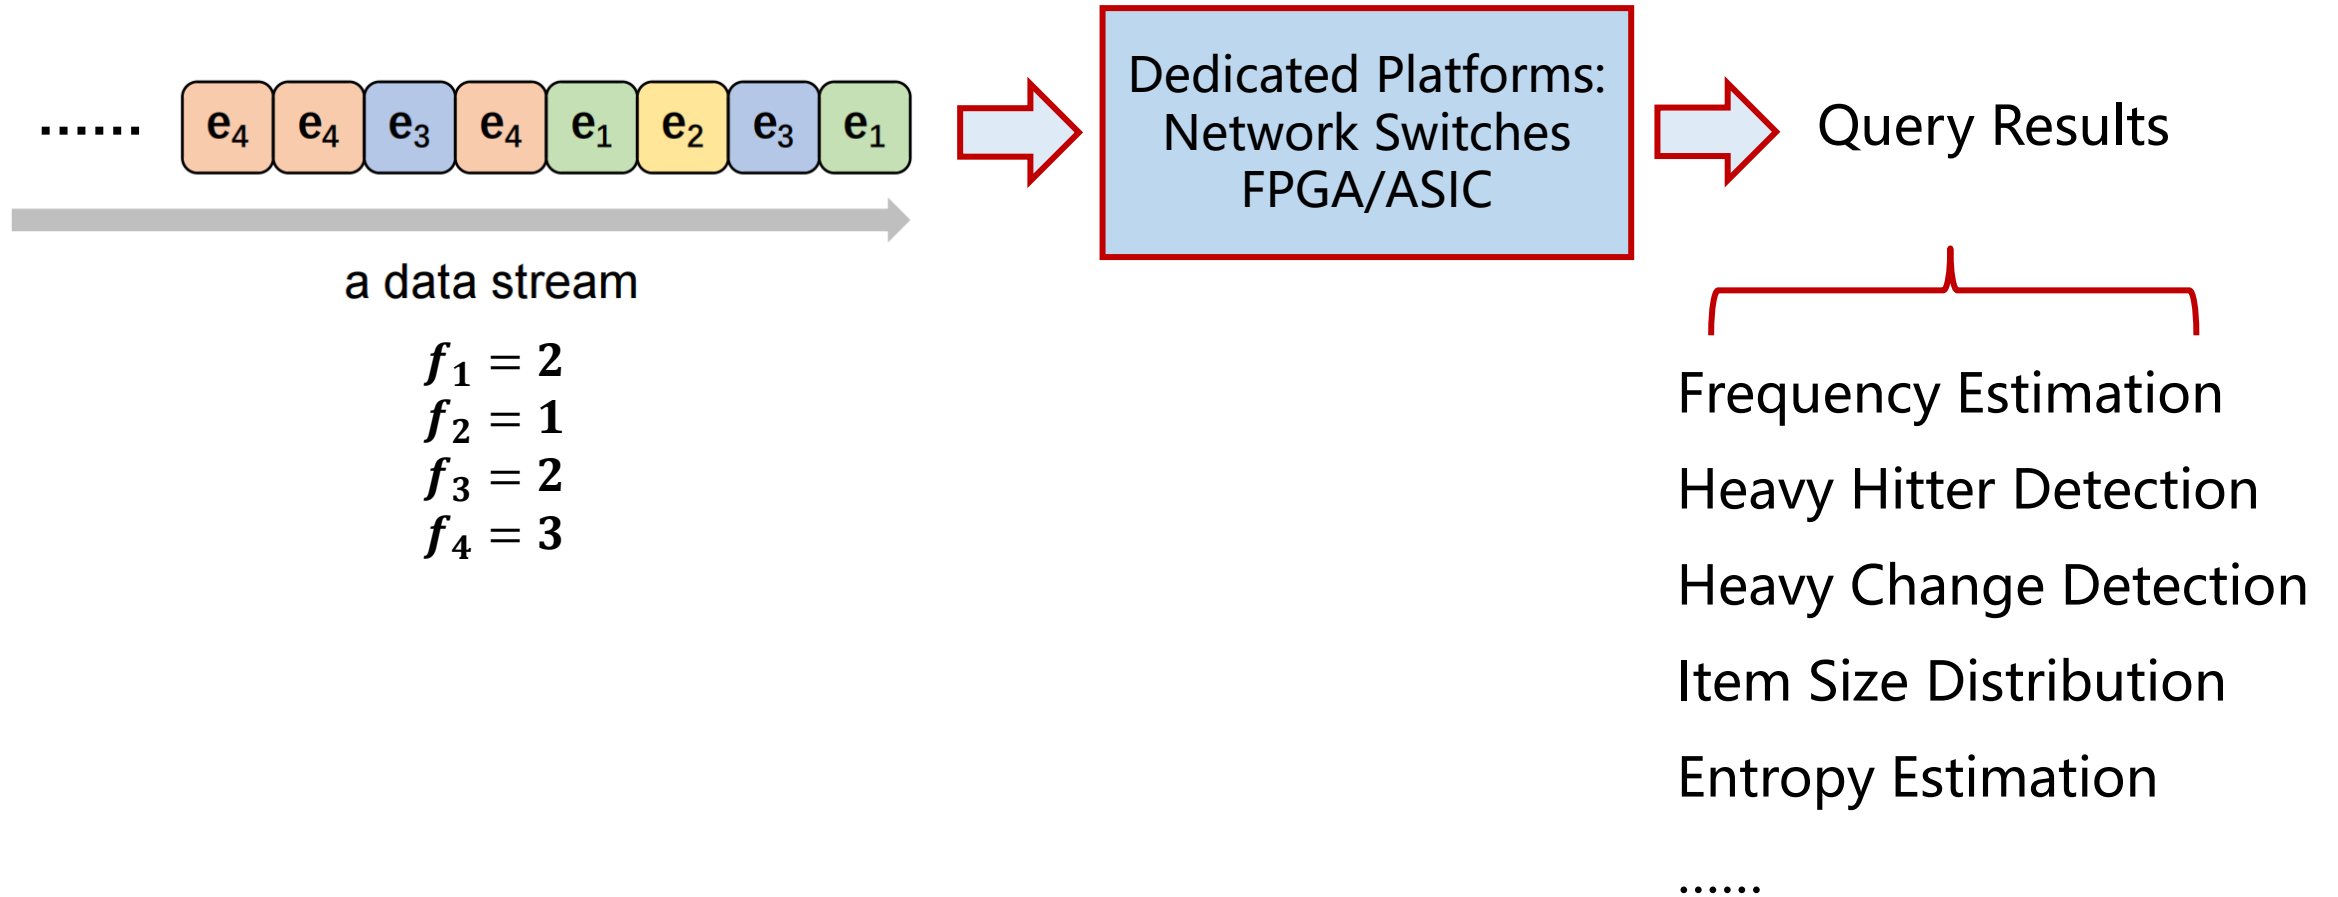 ...... e₄ e₄ e₃ e₄ e₁ e₂ e₃ e₁
a data stream
f₁ = 2
f₂ = 1
f₃ = 2
f₄ = 3
Dedicated Platforms:
Network Switches
FPGA/ASIC
Query Results
Frequency Estimation
Heavy Hitter Detection
Heavy Change Detection
Item Size Distribution
Entropy Estimation
......